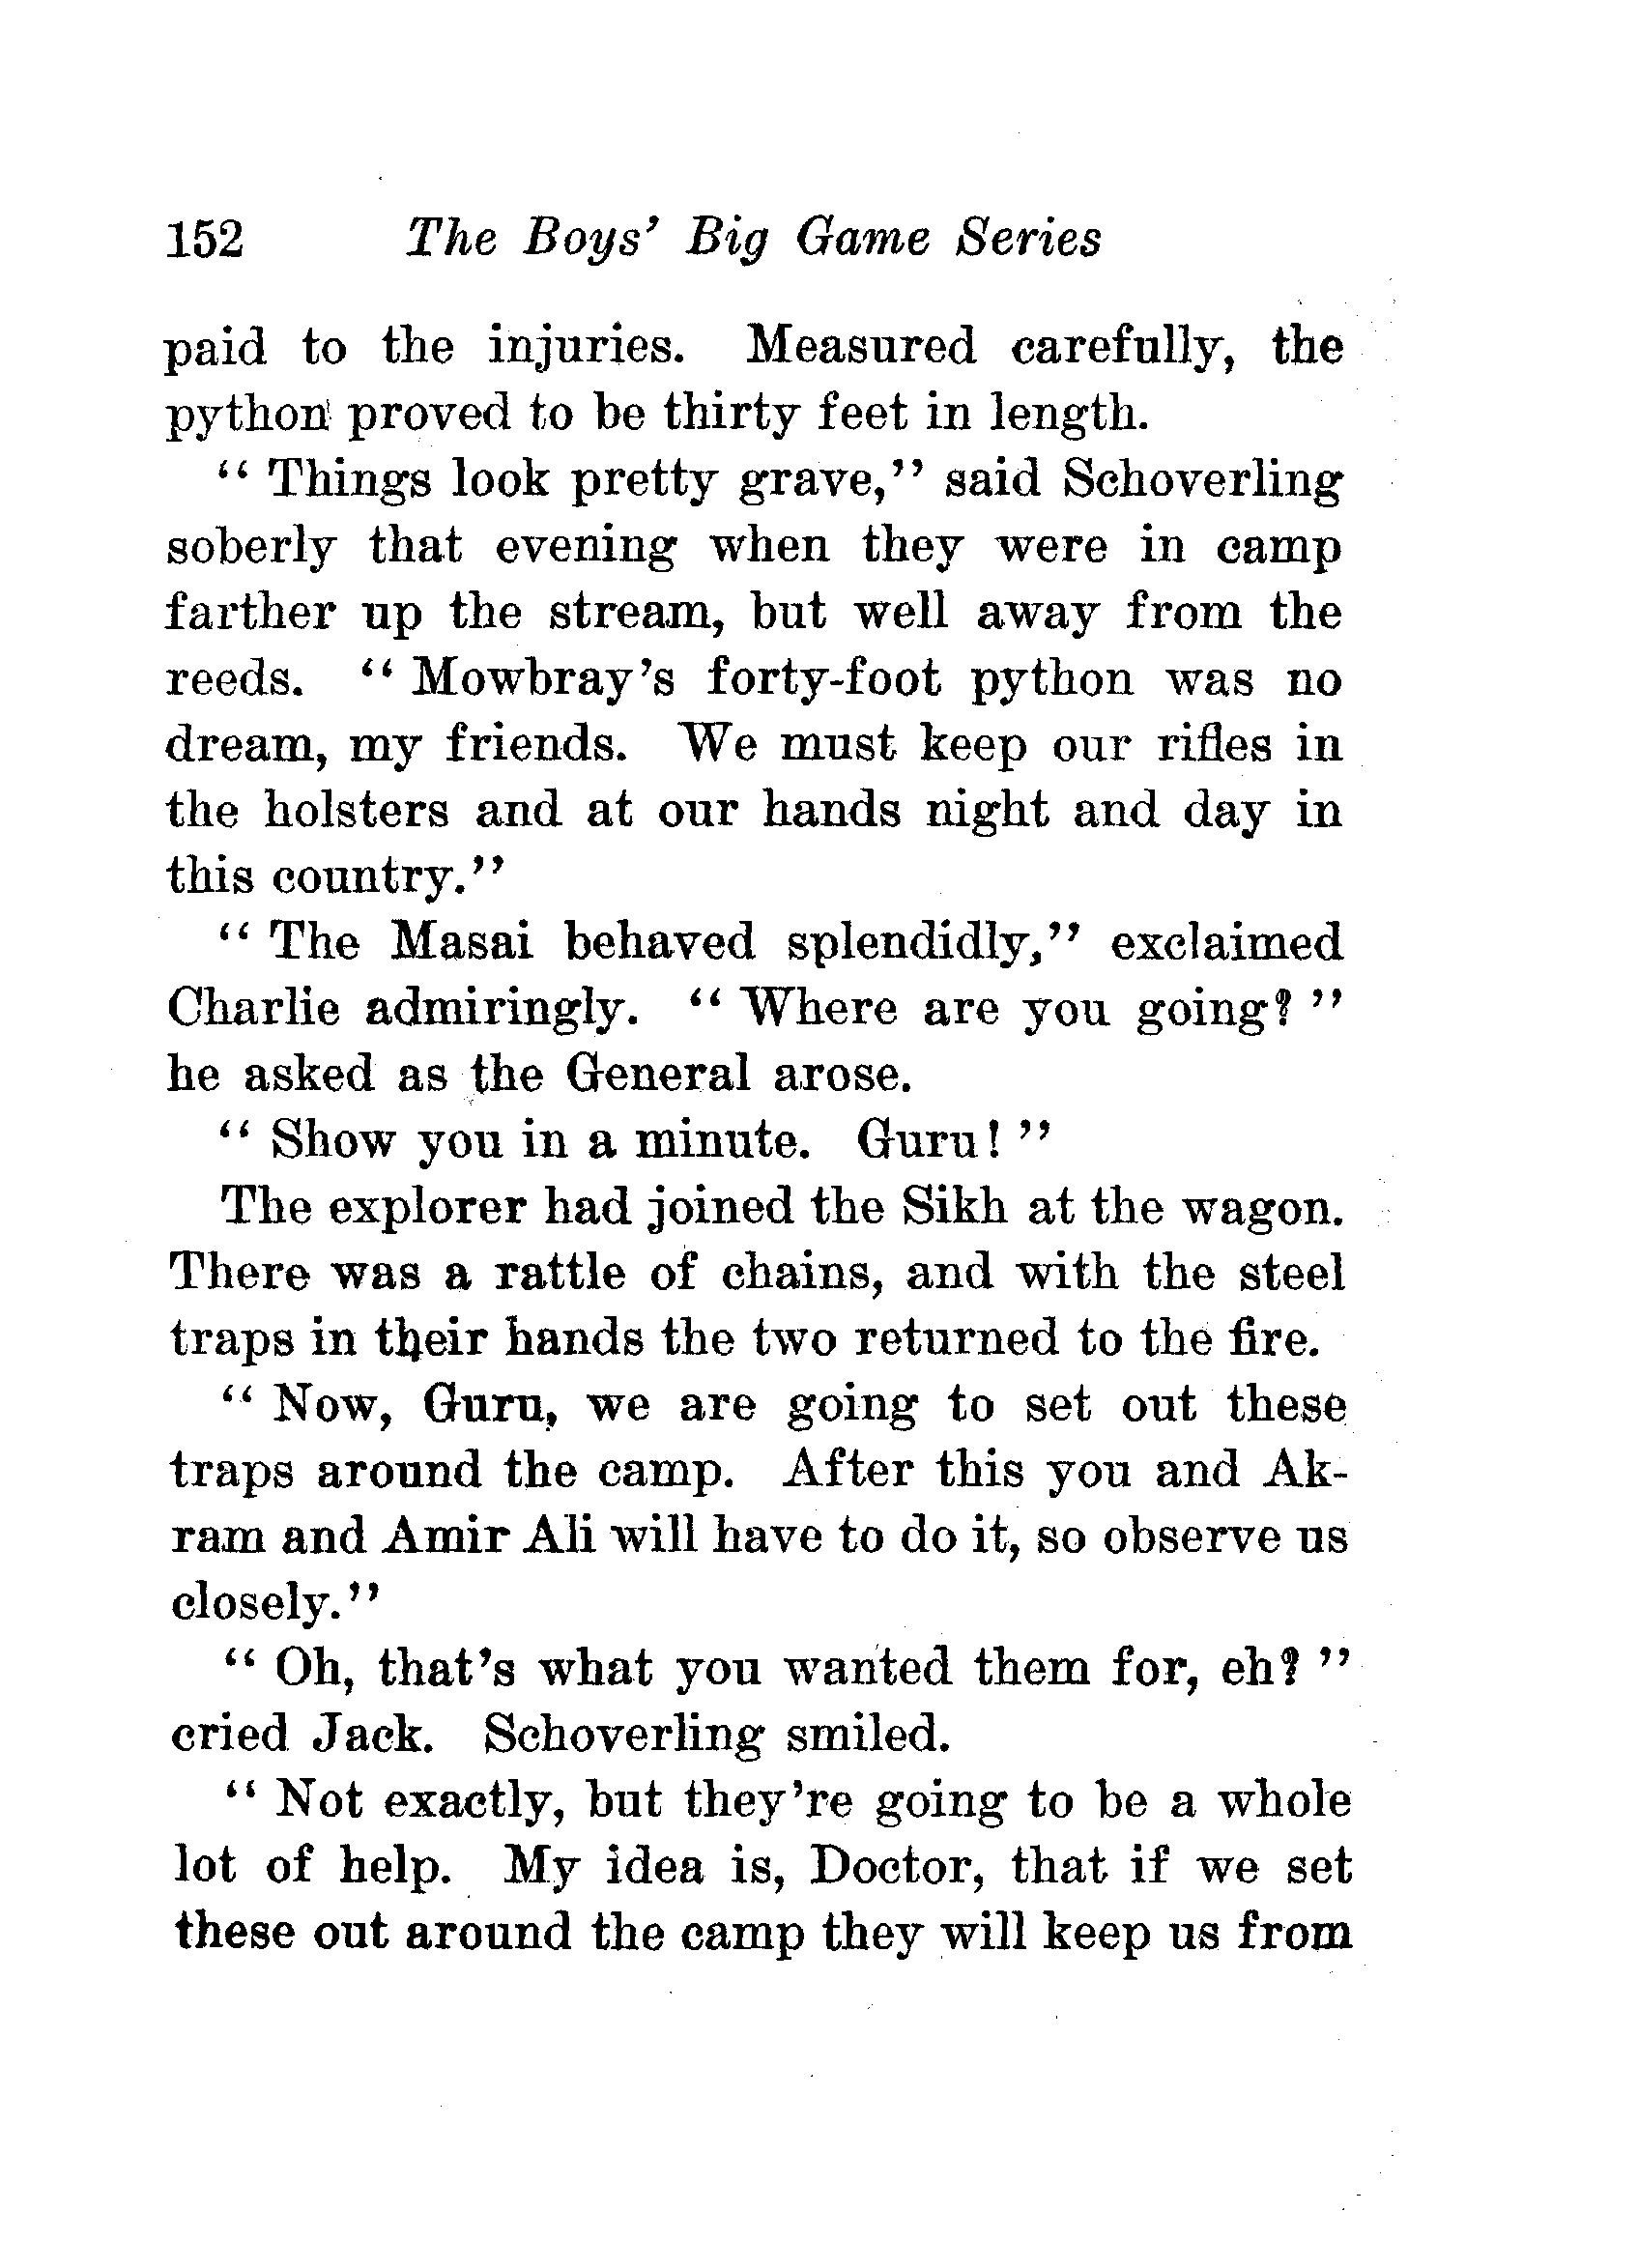 152 The Boys' Big Game Series
paid to the injuries. Measured carefully, the
python proved to be thirty feet in length.
" Things look pretty grave," said Schoverling
soberly that evening when they were in camp
farther up the stream, but well away from the
reeds. " Mowbray's forty-foot python was no
dream, my friends. We must keep our rifles in
the holsters and at our hands night and day in
this country."
" The Masai behaved splendidly," exclaimed
Charlie admiringly. " Where are you going? "
he asked as the General arose.
" Show you in a minute. Guru! "
The explorer had joined the Sikh at the wagon.
There was a rattle of chains, and with the steel
traps in their hands the two returned to the fire.
" Now, Guru, we are going to set out these
traps around the camp. After this you and Ak-
ram and Amir Ali will have to do it, so observe us
closely."
" Oh, that's what you wanted them for, eh? "
cried Jack. Schoverling smiled.
" Not exactly, but they're going to be a whole
lot of help. My idea is, Doctor, that if we set
these out around the camp they will keep us from